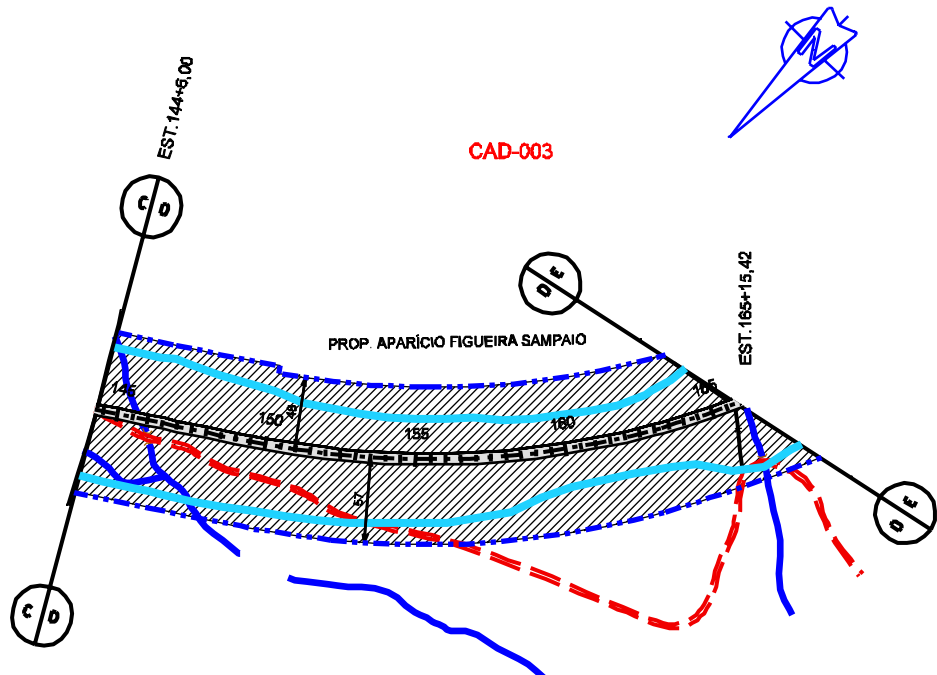 N
EST.144+6,00
CAD-003
C D
D E
EST.165+15,42
PROP. APARÍCIO FIGUEIRA SAMPAIO
145
150
155
160
165
57
D E
C D